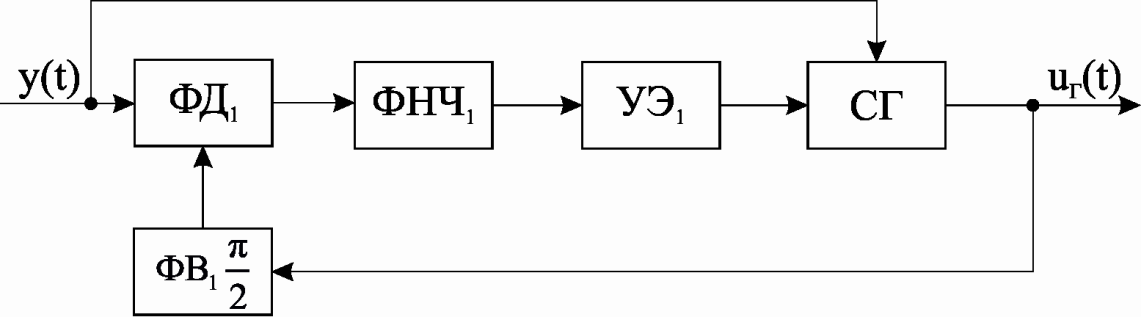 y(t)
ФД₁
ФНЧ₁
УЭ₁
СГ
uГ(t)
ФВ₁ π/2